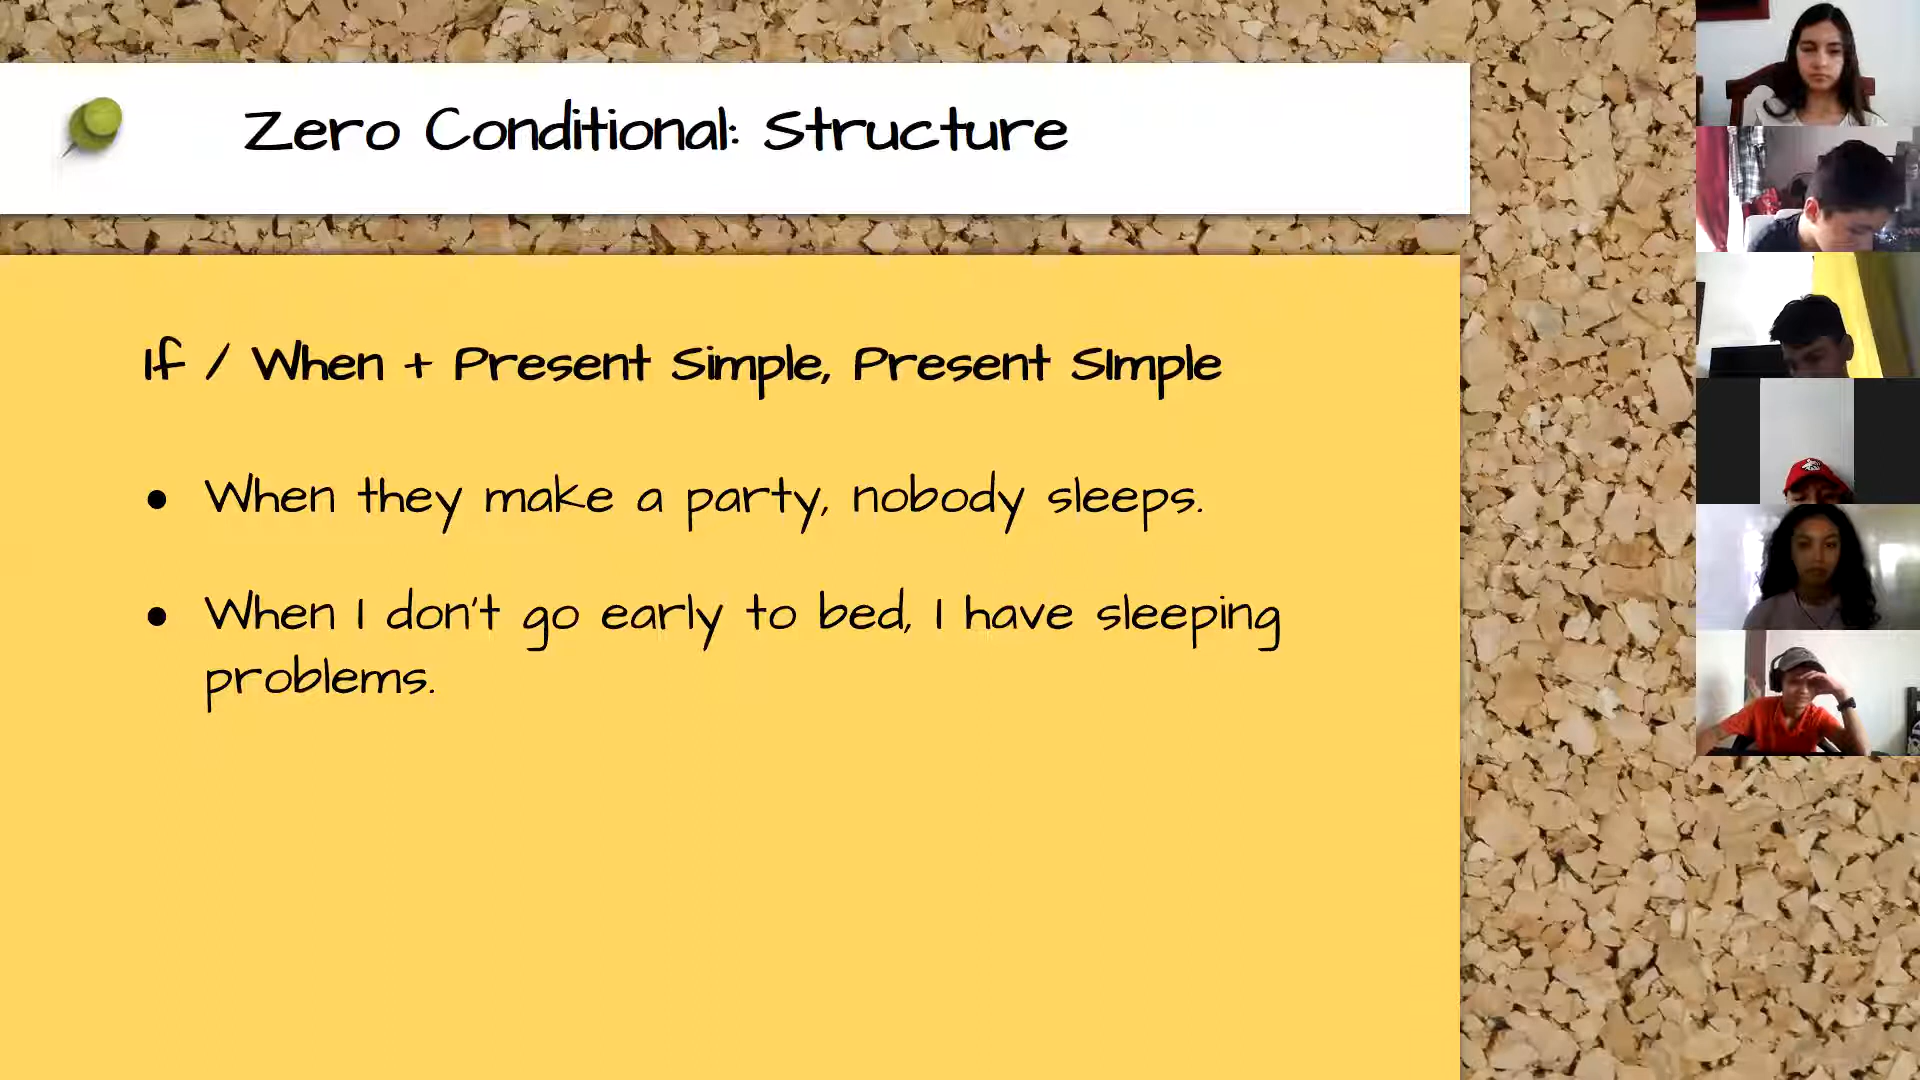 Zero Conditional: Structure
If / When + Present Simple, Present SImple
• When they make a party, nobody sleeps.
• When I don't go early to bed, I have sleeping
problems.